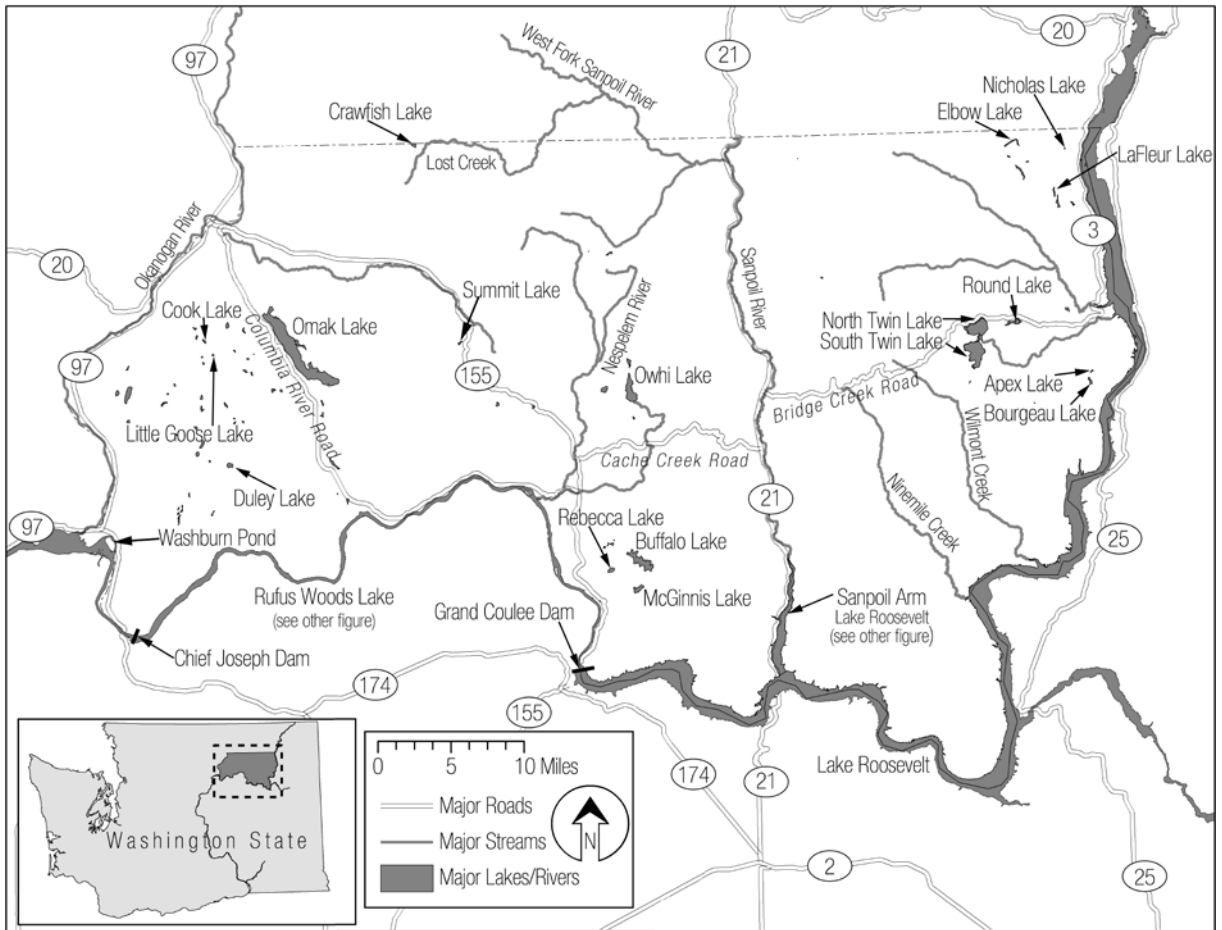 97
21
20
West Fork Sanpoil River
Nicholas Lake
Elbow Lake
Crawfish Lake
Lost Creek
LaFleur Lake
3
Okanogan River
20
Sanpoil River
Cook Lake
Columbia River Road
Omak Lake
Summit Lake
Nespelem River
Round Lake
North Twin Lake
South Twin Lake
97
155
Owhi Lake
Bridge Creek Road
Apex Lake
Bourgeau Lake
Little Goose Lake
Wilmont Creek
Cache Creek Road
Duley Lake
21
Ninemile Creek
97
Washburn Pond
Rebecca Lake
Buffalo Lake
25
Rufus Woods Lake
(see other figure)
McGinnis Lake
Sanpoil Arm
Lake Roosevelt
(see other figure)
Grand Coulee Dam
Chief Joseph Dam
174
155
Lake Roosevelt
174
21
0 5 10 Miles
Major Roads
Major Streams
Major Lakes/Rivers
N
Washington State
2
25